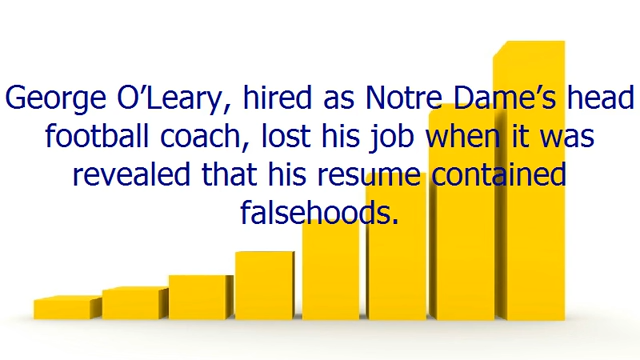 George O’Leary, hired as Notre Dame’s head
football coach, lost his job when it was
revealed that his resume contained
falsehoods.